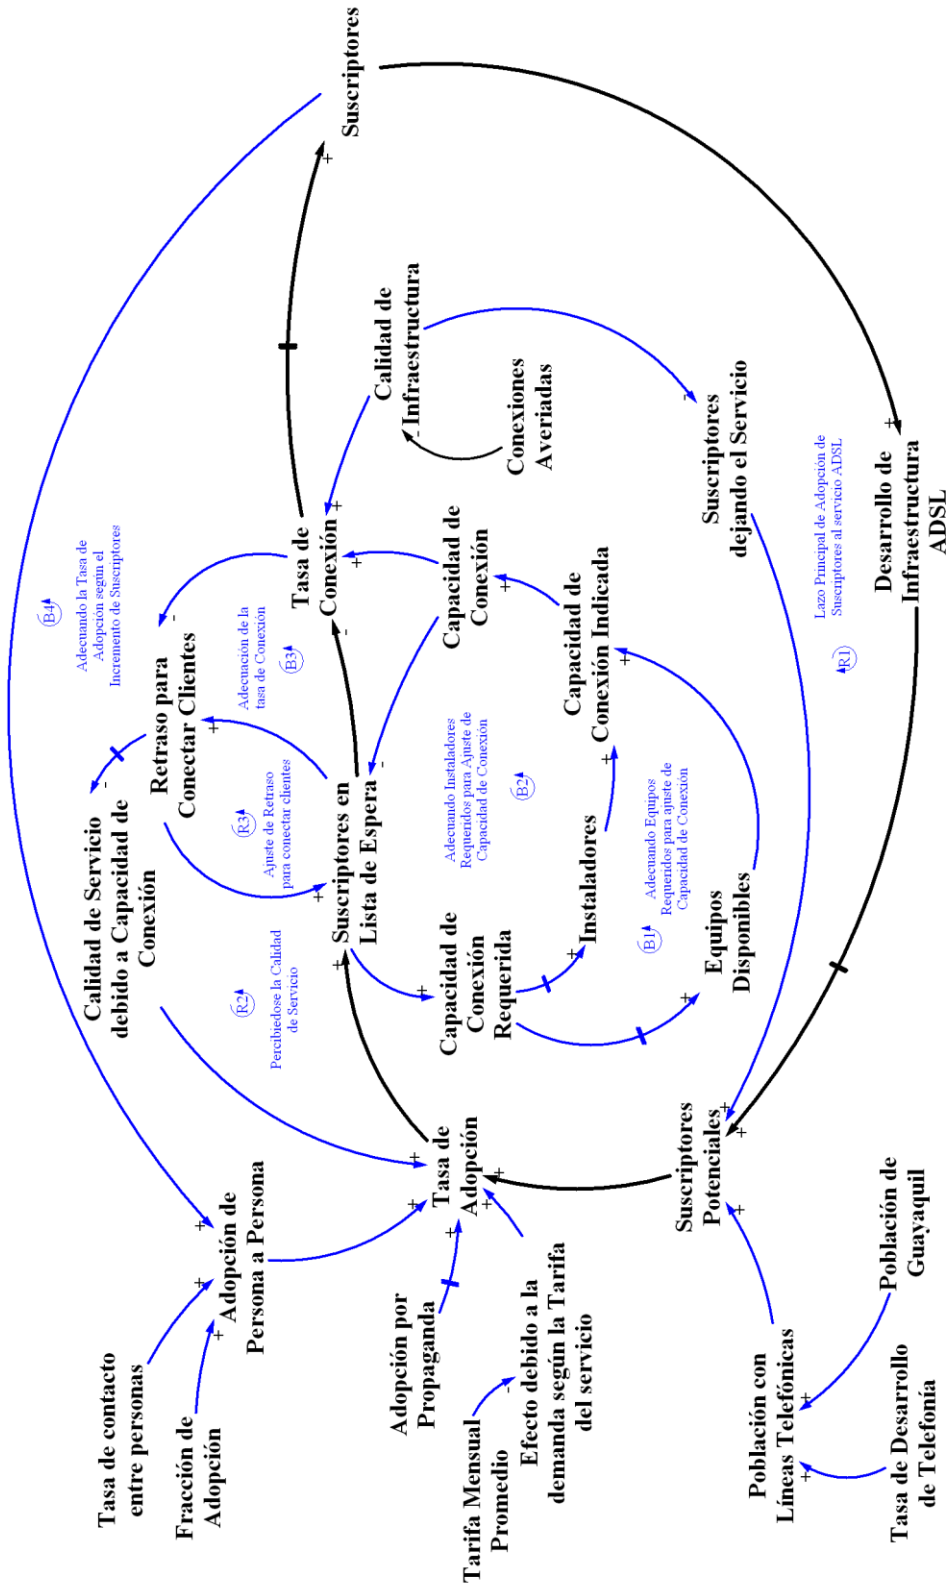 Tasa de contacto
entre personas
Fracción de
Adopción
+
+
+
Adopción de
Persona a Persona
Calidad de Servicio
debido a Capacidad de
Conexión
-
Retraso para
Conectar Clientes
-
+
B4
Adecuando la Tasa de
Adopción según el
Incremento de Suscriptores
Adecuación de la
tasa de Conexión
B3
R3
Ajuste de Retraso
para conectar clientes
R2
Percibiedose la Calidad
de Servicio
Adopción por
Propaganda
Tarifa Mensual
Promedio
-
Efecto debido a la
demanda según la Tarifa
del servicio
+
+
+
+
+
Tasa de
Adopción
+
+
Suscriptores en
Lista de Espera
-
-
Tasa de
Conexión
+
+
+
Suscriptores
Calidad de
Infraestructura
-
Conexiones
Averiadas
Capacidad de
Conexión
+
Adecuando Instaladores
Requeridos para Ajuste de
Capacidad de Conexión
B2
+
Capacidad de
Conexión
Requerida
+
Instaladores
+
+
Capacidad de
Conexión Indicada
B1
Adecuando Equipos
Requeridos para ajuste de
Capacidad de Conexión
+
Equipos
Disponibles
-
Suscriptores
dejando el Servicio
Lazo Principal de Adopción de
Suscriptores al servicio ADSL
R1
Suscriptores
Potenciales
+
+
+
Población con
Líneas Telefónicas
+
+
Población de
Guayaquil
Tasa de Desarrollo
de Telefonía
+
Desarrollo de
Infraestructura
ADSL